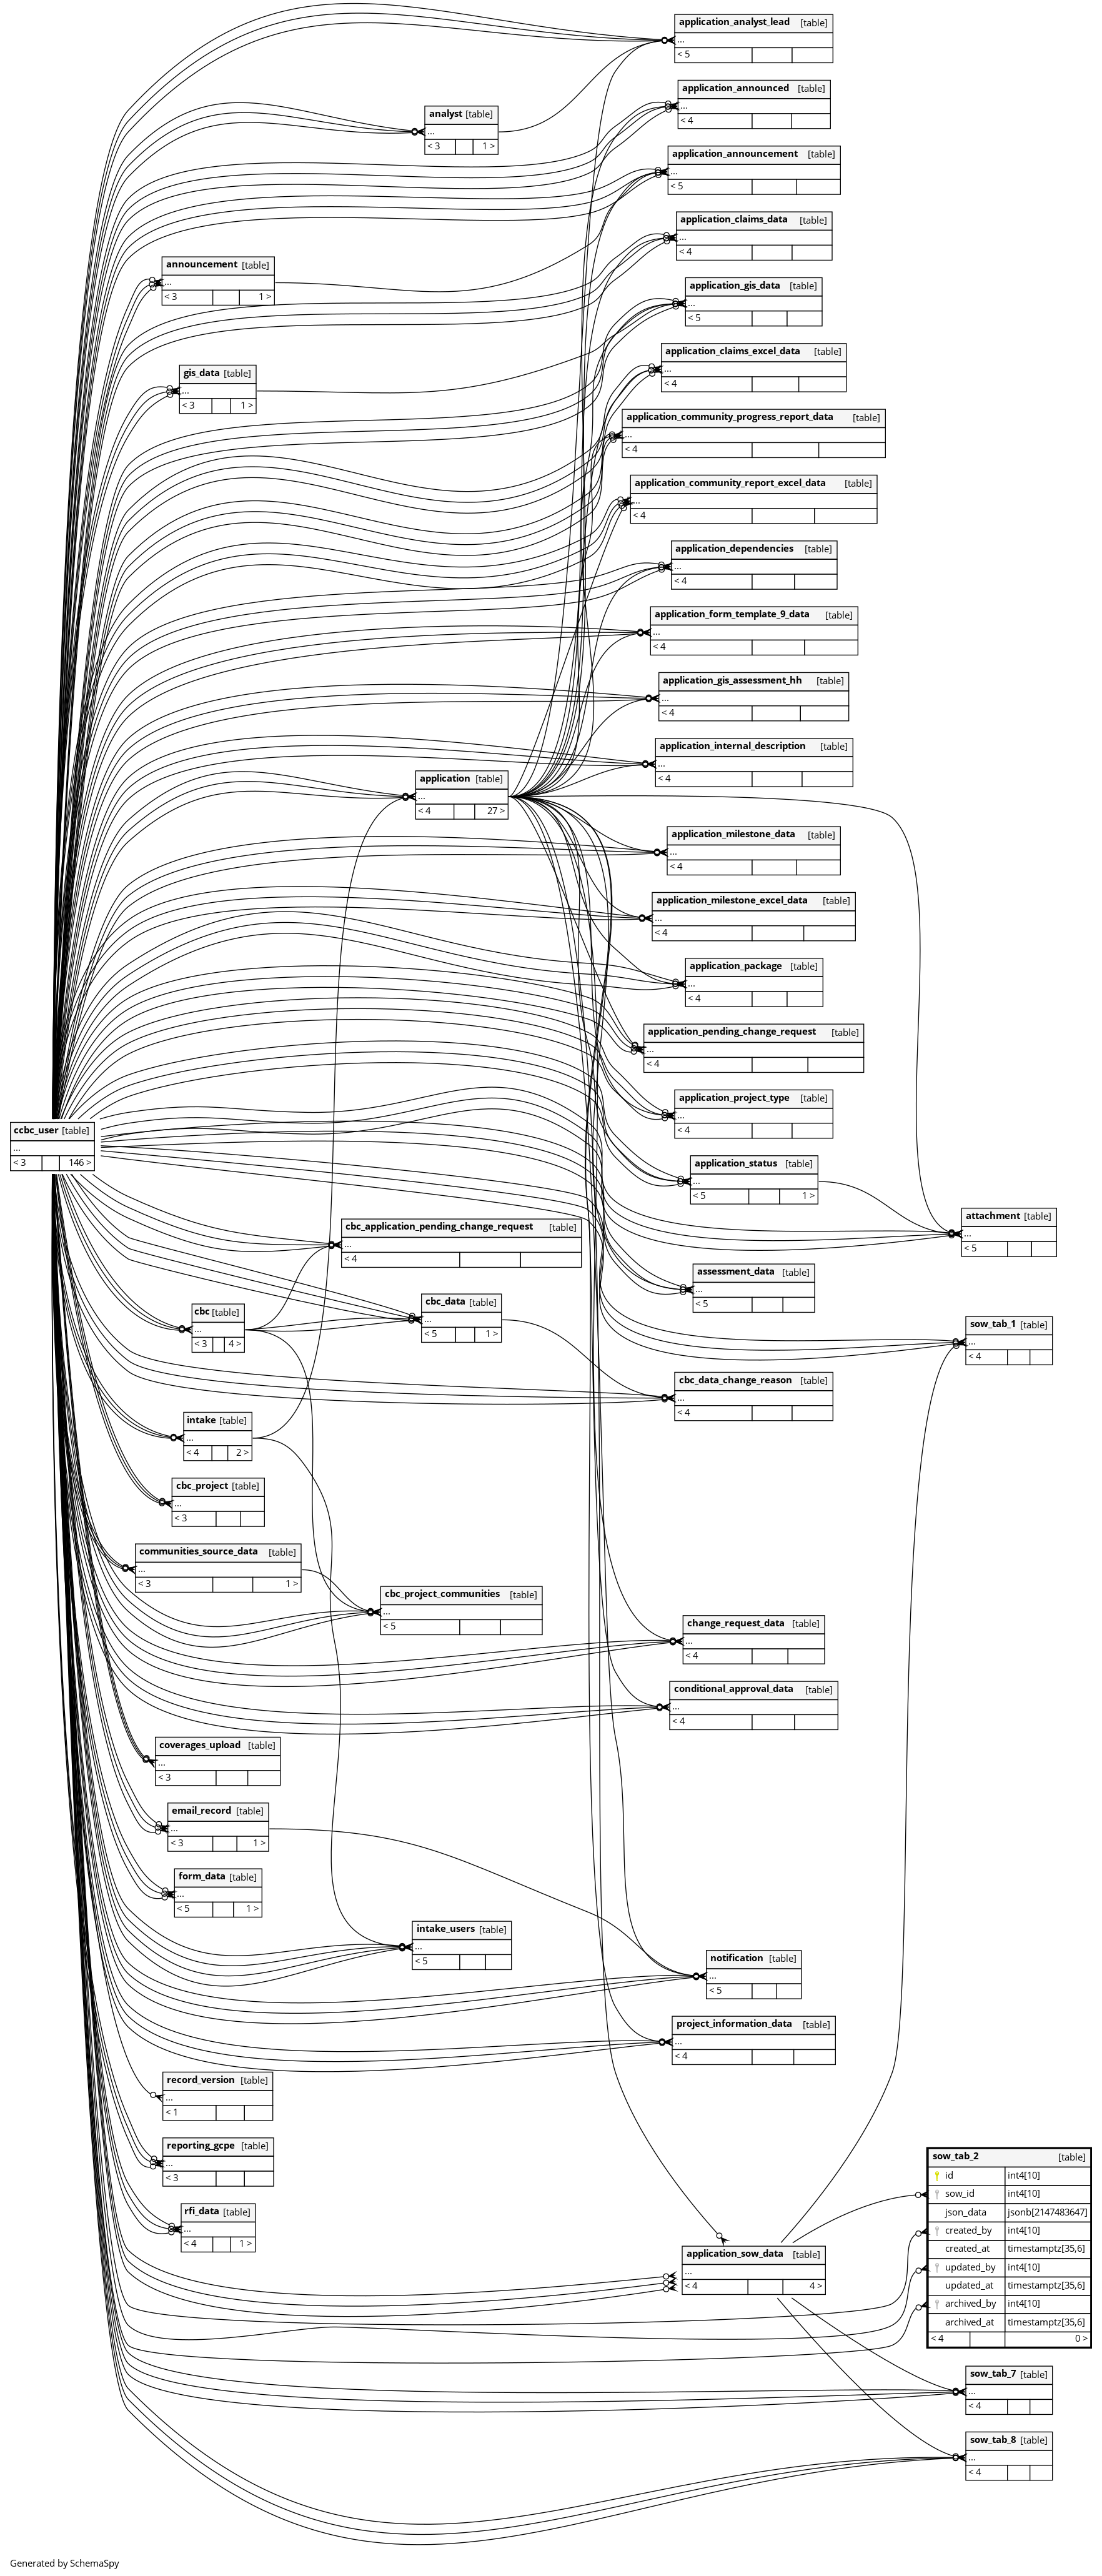 application_analyst_lead [table]
...
< 5
application_announced [table]
...
< 4
analyst [table]
...
< 3 1 >
application_announcement [table]
...
< 5
application_claims_data [table]
...
< 4
announcement [table]
...
< 3 1 >
application_gis_data [table]
...
< 5
application_claims_excel_data [table]
...
< 4
gis_data [table]
...
< 3 1 >
application_community_progress_report_data [table]
...
< 4
application_community_report_excel_data [table]
...
< 4
application_dependencies [table]
...
< 4
application_form_template_9_data [table]
...
< 4
application_gis_assessment_hh [table]
...
< 4
application_internal_description [table]
...
< 4
application [table]
...
< 4 27 >
application_milestone_data [table]
...
< 4
application_milestone_excel_data [table]
...
< 4
application_package [table]
...
< 4
application_pending_change_request [table]
...
< 4
application_project_type [table]
...
< 4
ccbc_user [table]
...
< 3 146 >
application_status [table]
...
< 5 1 >
attachment [table]
...
< 5
cbc_application_pending_change_request [table]
...
< 4
assessment_data [table]
...
< 5
cbc_data [table]
...
< 5 1 >
cbc [table]
...
< 3 4 >
sow_tab_1 [table]
...
< 4
cbc_data_change_reason [table]
...
< 4
intake [table]
...
< 4 2 >
cbc_project [table]
...
< 3
communities_source_data [table]
...
< 3 1 >
cbc_project_communities [table]
...
< 5
change_request_data [table]
...
< 4
conditional_approval_data [table]
...
< 4
coverages_upload [table]
...
< 3
email_record [table]
...
< 3 1 >
form_data [table]
...
< 5 1 >
intake_users [table]
...
< 5
notification [table]
...
< 5
project_information_data [table]
...
< 4
record_version [table]
...
< 1
reporting_gcpe [table]
...
< 3
rfi_data [table]
...
< 4 1 >
application_sow_data [table]
...
< 4 4 >
sow_tab_2 [table]
id int4[10]
sow_id int4[10]
json_data jsonb[2147483647]
created_by int4[10]
created_at timestamptz[35,6]
updated_by int4[10]
updated_at timestamptz[35,6]
archived_by int4[10]
archived_at timestamptz[35,6]
< 4 0 >
sow_tab_7 [table]
...
< 4
sow_tab_8 [table]
...
< 4
Generated by SchemaSpy